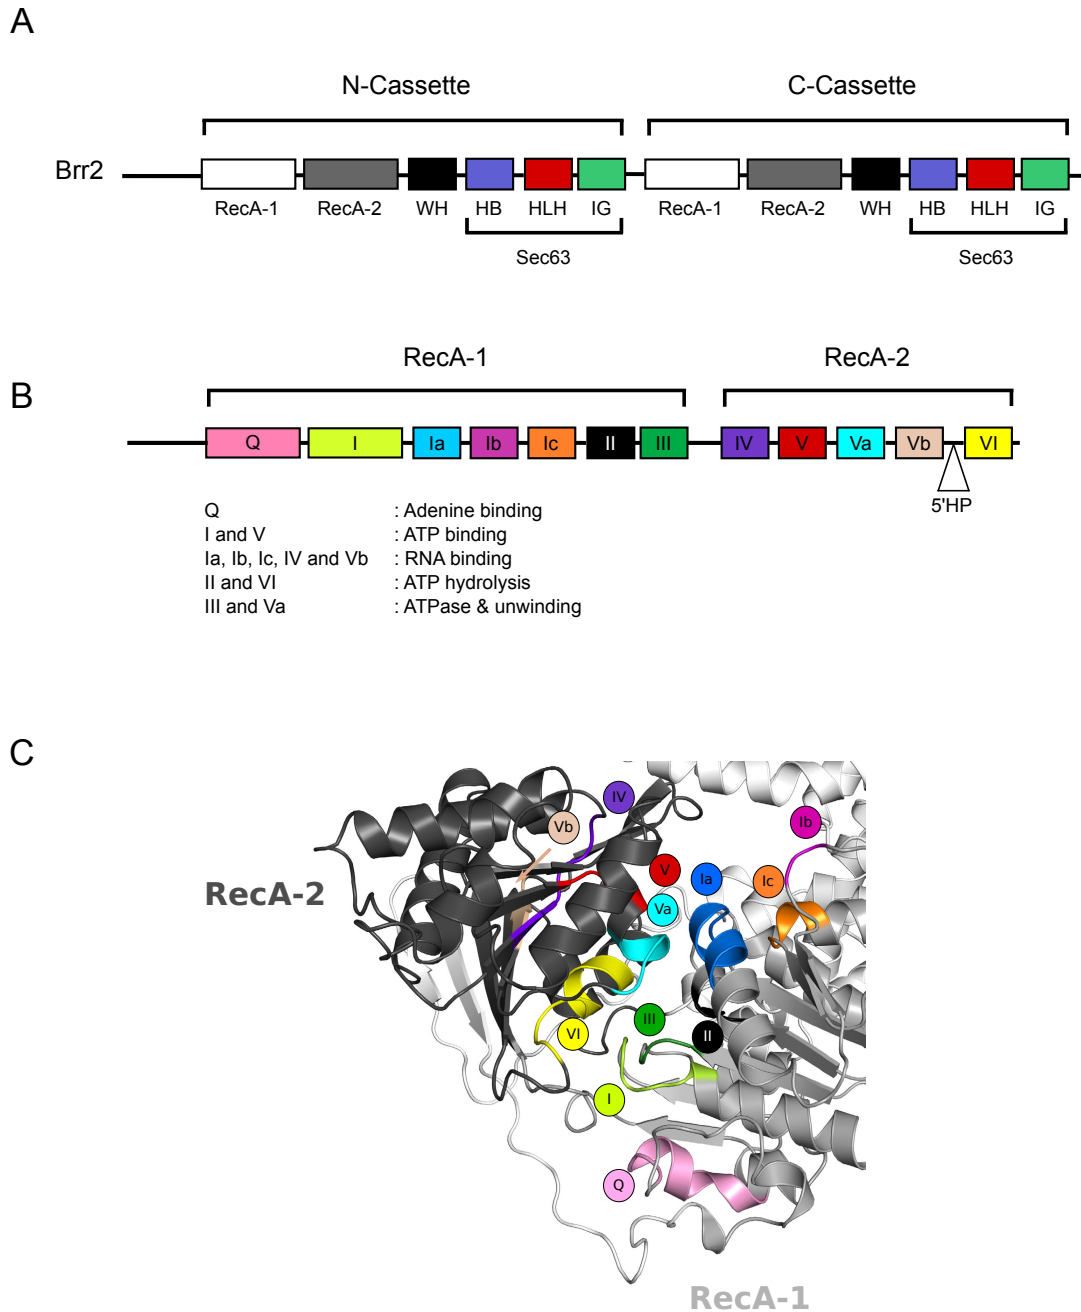 A
N-Cassette C-Cassette
Brr2
RecA-1 RecA-2 WH HB HLH IG RecA-1 RecA-2 WH HB HLH IG
Sec63 Sec63
RecA-1 RecA-2
B
Q I Ia Ib Ic II III IV V Va Vb VI
5'HP
Q : Adenine binding
I and V : ATP binding
Ia, Ib, Ic, IV and Vb : RNA binding
II and VI : ATP hydrolysis
III and Va : ATPase & unwinding
C
IV
Vb Ib
V Ia Ic
RecA-2
Va
III
VI II
I
Q
RecA-1